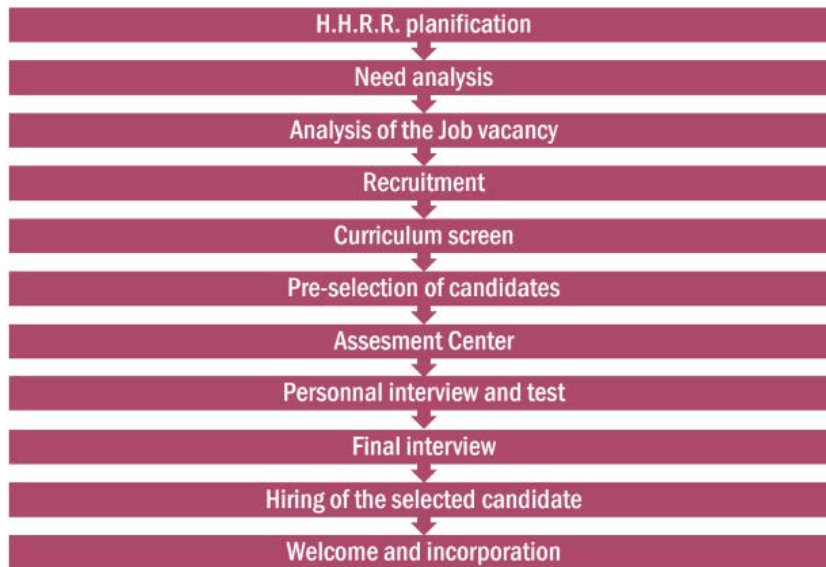 H.H.R.R. planification
Need analysis
Analysis of the Job vacancy
Recruitment
Curriculum screen
Pre-selection of candidates
Assesment Center
Personnal interview and test
Final interview
Hiring of the selected candidate
Welcome and incorporation